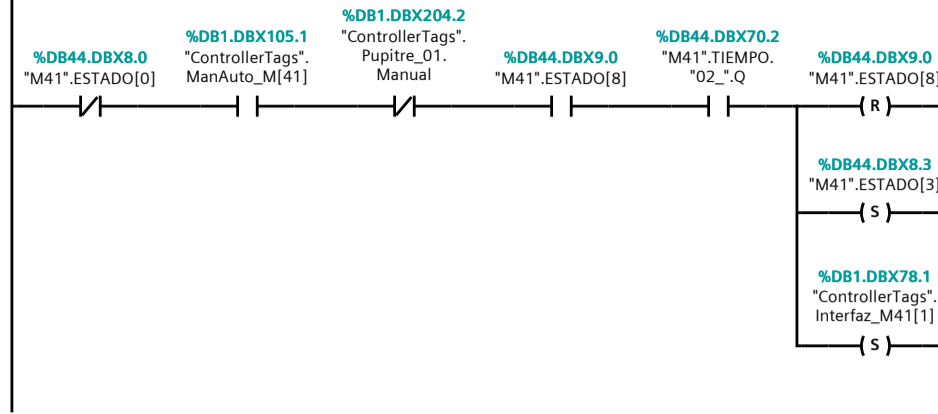 %DB44.DBX8.0
"M41".ESTADO[0]
%DB1.DBX105.1
"ControllerTags".
ManAuto_M[41]
%DB1.DBX204.2
"ControllerTags".
Pupitre_01.
Manual
%DB44.DBX9.0
"M41".ESTADO[8]
%DB44.DBX70.2
"M41".TIEMPO.
"02_".Q
%DB44.DBX9.0
"M41".ESTADO[8]
R
%DB44.DBX8.3
"M41".ESTADO[3]
S
%DB1.DBX78.1
"ControllerTags".
Interfaz_M41[1]
S